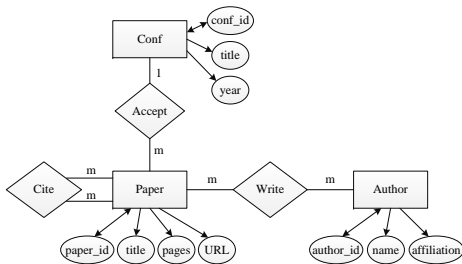 conf_id
Conf
title
year
1
Accept
m
m
Cite
m
Paper
m
Write
m
Author
paper_id
title
pages
URL
author_id
name
affiliation